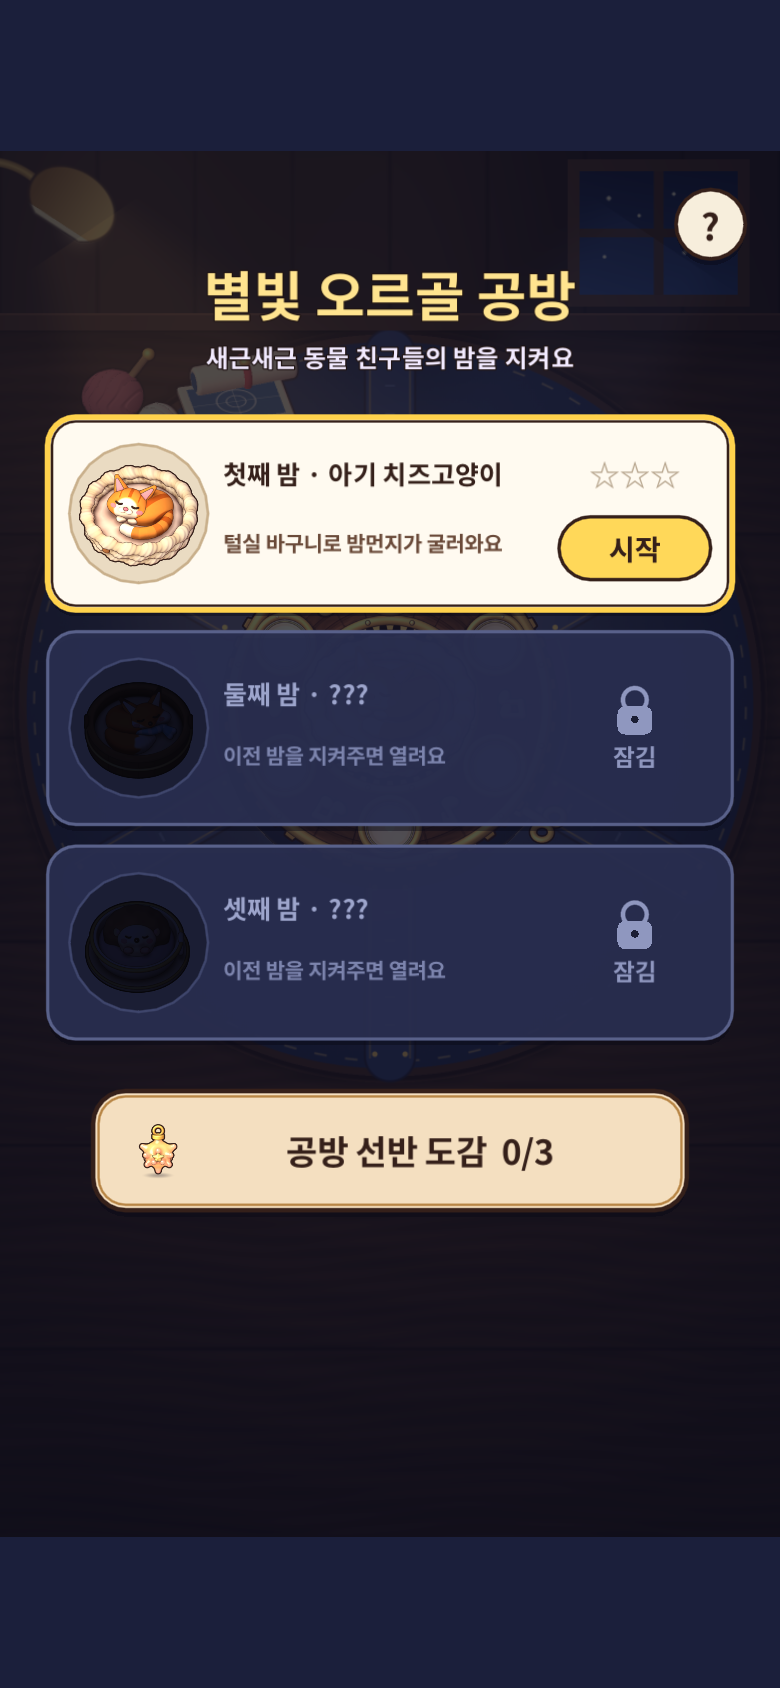 ?
별빛 오르골 공방
새근새근 동물 친구들의 밤을 지켜요
첫째 밤 · 아기 치즈고양이
☆☆☆
털실 바구니로 밤먼지가 굴러와요
시작
둘째 밤 · ???
이전 밤을 지켜주면 열려요
잠김
셋째 밤 · ???
이전 밤을 지켜주면 열려요
잠김
공방 선반 도감 0/3